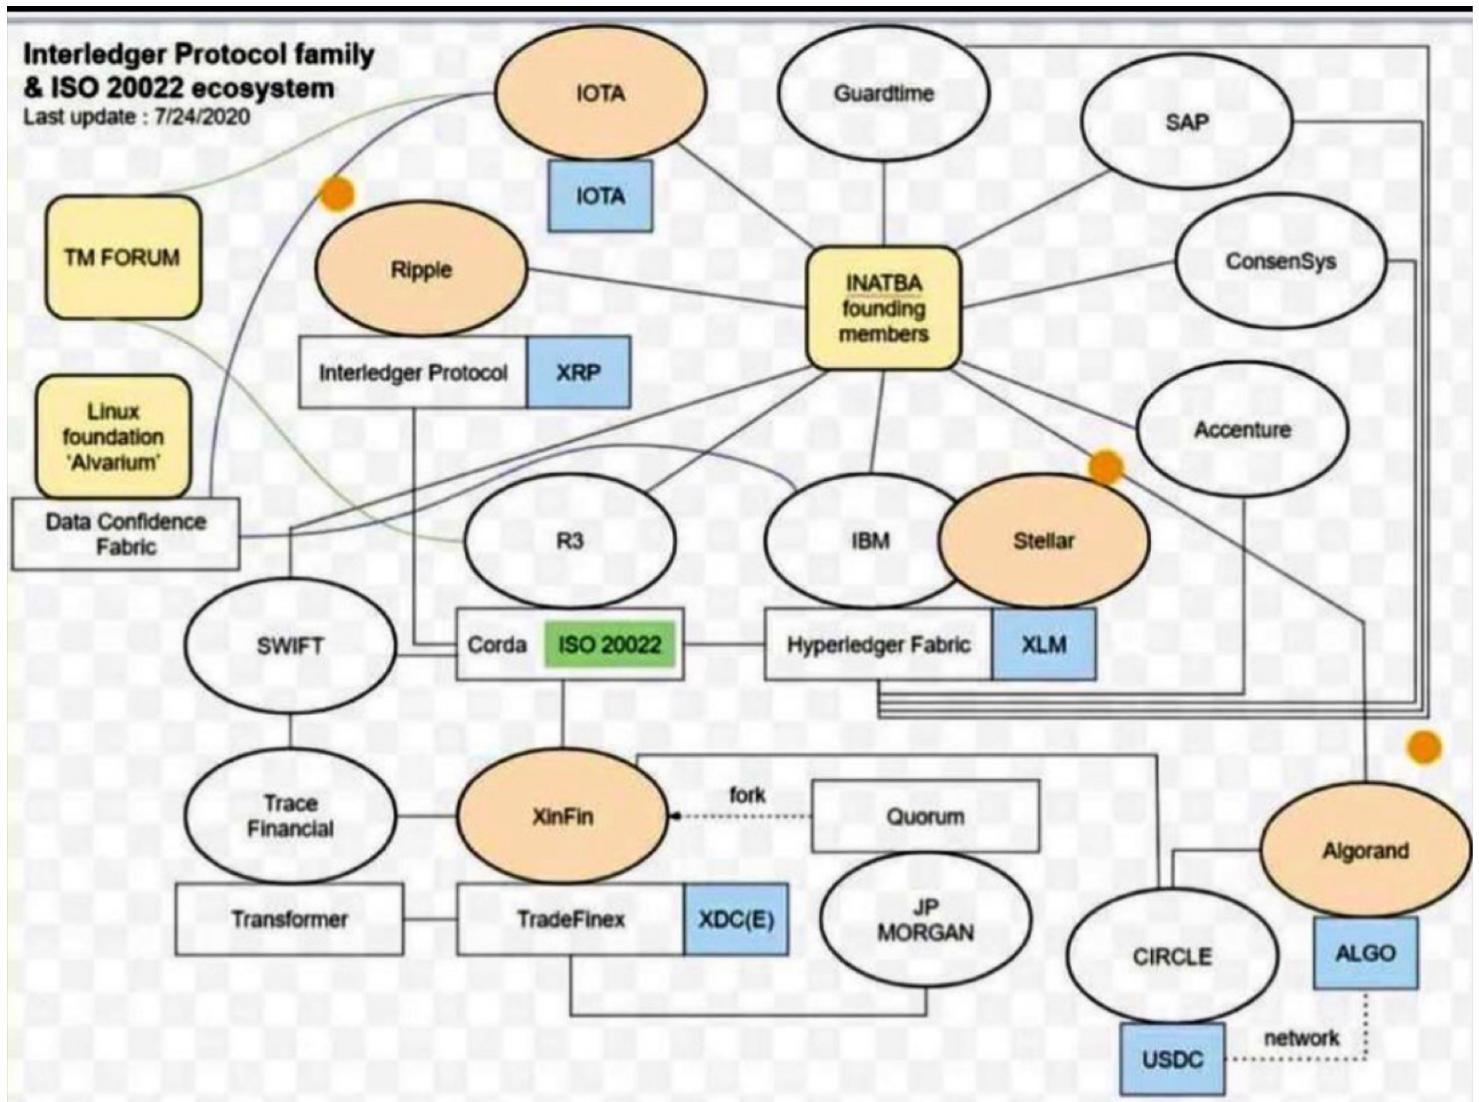 Interledger Protocol family
& ISO 20022 ecosystem
Last update : 7/24/2020
IOTA
IOTA
Guardtime
SAP
TM FORUM
Ripple
INATBA
founding
members
ConsenSys
Interledger Protocol
XRP
Linux
foundation
'Alvarium'
Accenture
Data Confidence
Fabric
R3
IBM
Stellar
SWIFT
Corda
ISO 20022
Hyperledger Fabric
XLM
Trace
Financial
XinFin
fork
Quorum
Algorand
Transformer
TradeFinex
XDC(E)
JP
MORGAN
CIRCLE
ALGO
USDC
network